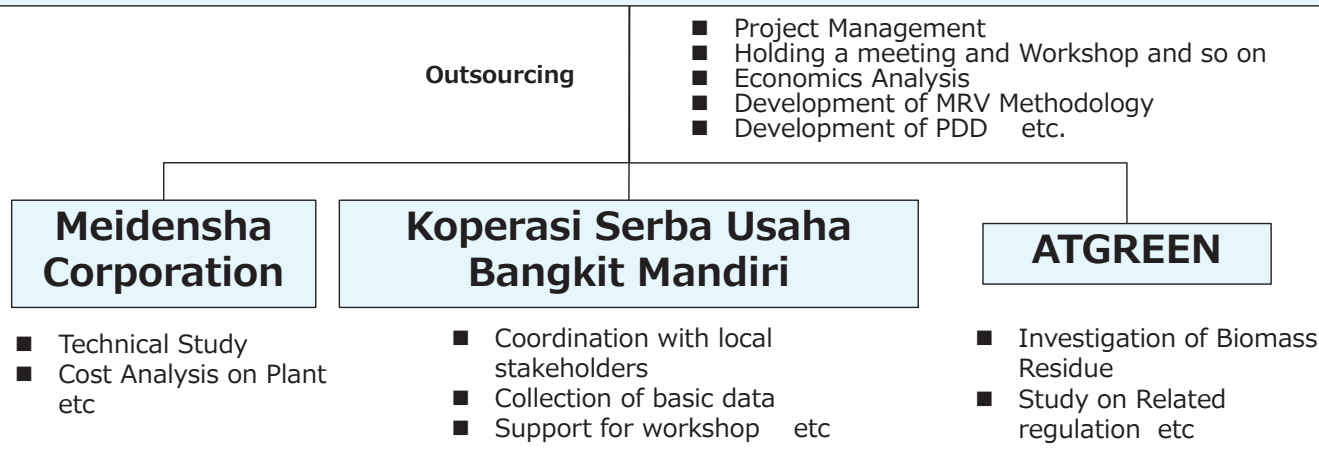 ■ Project Management
■ Holding a meeting and Workshop and so on
■ Economics Analysis
■ Development of MRV Methodology
■ Development of PDD etc.
Outsourcing
Meidensha
Corporation
■ Technical Study
■ Cost Analysis on Plant
etc
Koperasi Serba Usaha
Bangkit Mandiri
■ Coordination with local
stakeholders
■ Collection of basic data
■ Support for workshop etc
ATGREEN
■ Investigation of Biomass
Residue
■ Study on Related
regulation etc